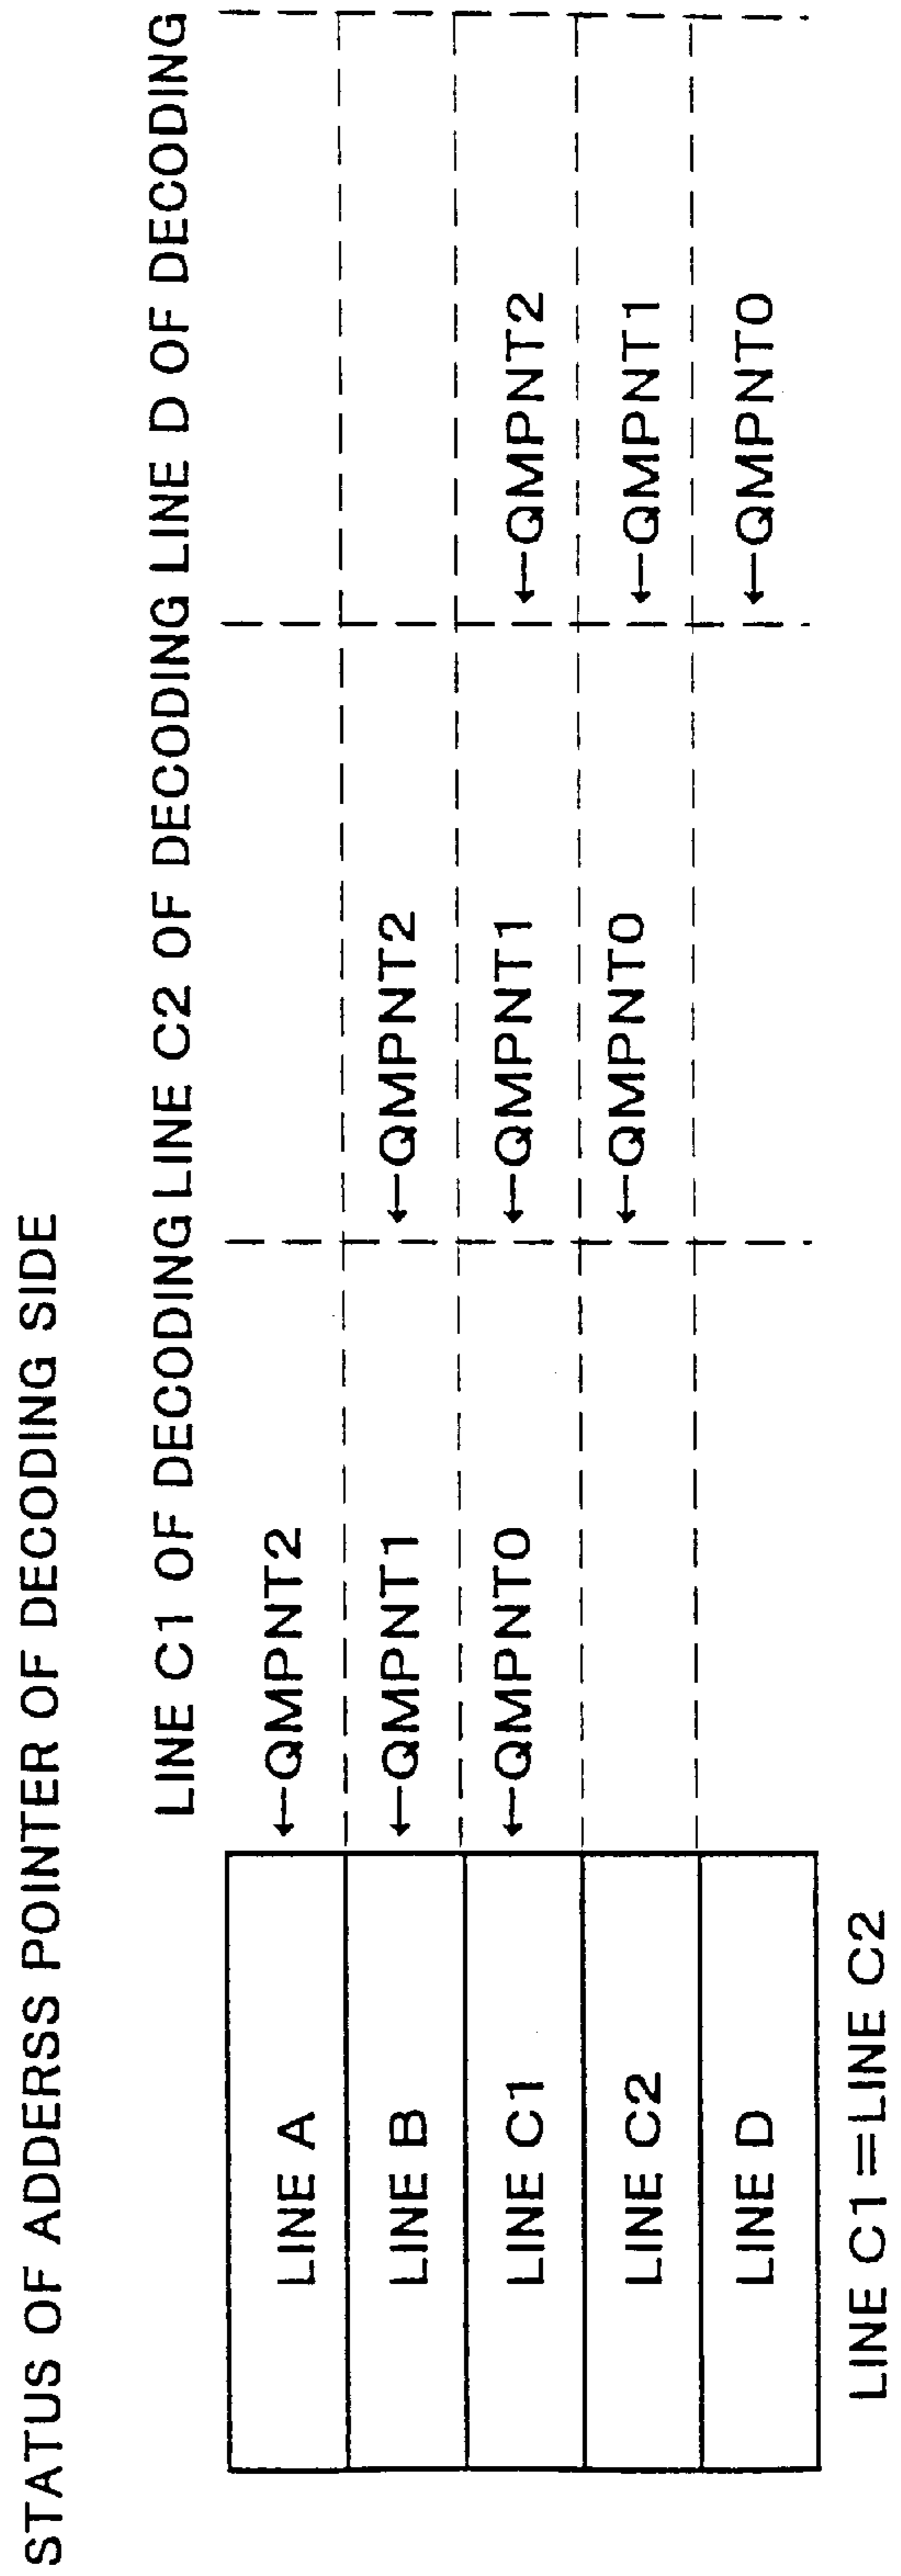 STATUS OF ADDERSS POINTER OF DECODING SIDE
LINE C1 OF DECODING LINE C2 OF DECODING LINE D OF DECODING
LINE A ←QMPNT2
LINE B ←QMPNT1 ←QMPNT2
LINE C1 ←QMPNT0 ←QMPNT1 ←QMPNT2
LINE C2 ←QMPNT0 ←QMPNT1
LINE D ←QMPNT0
LINE C1=LINE C2